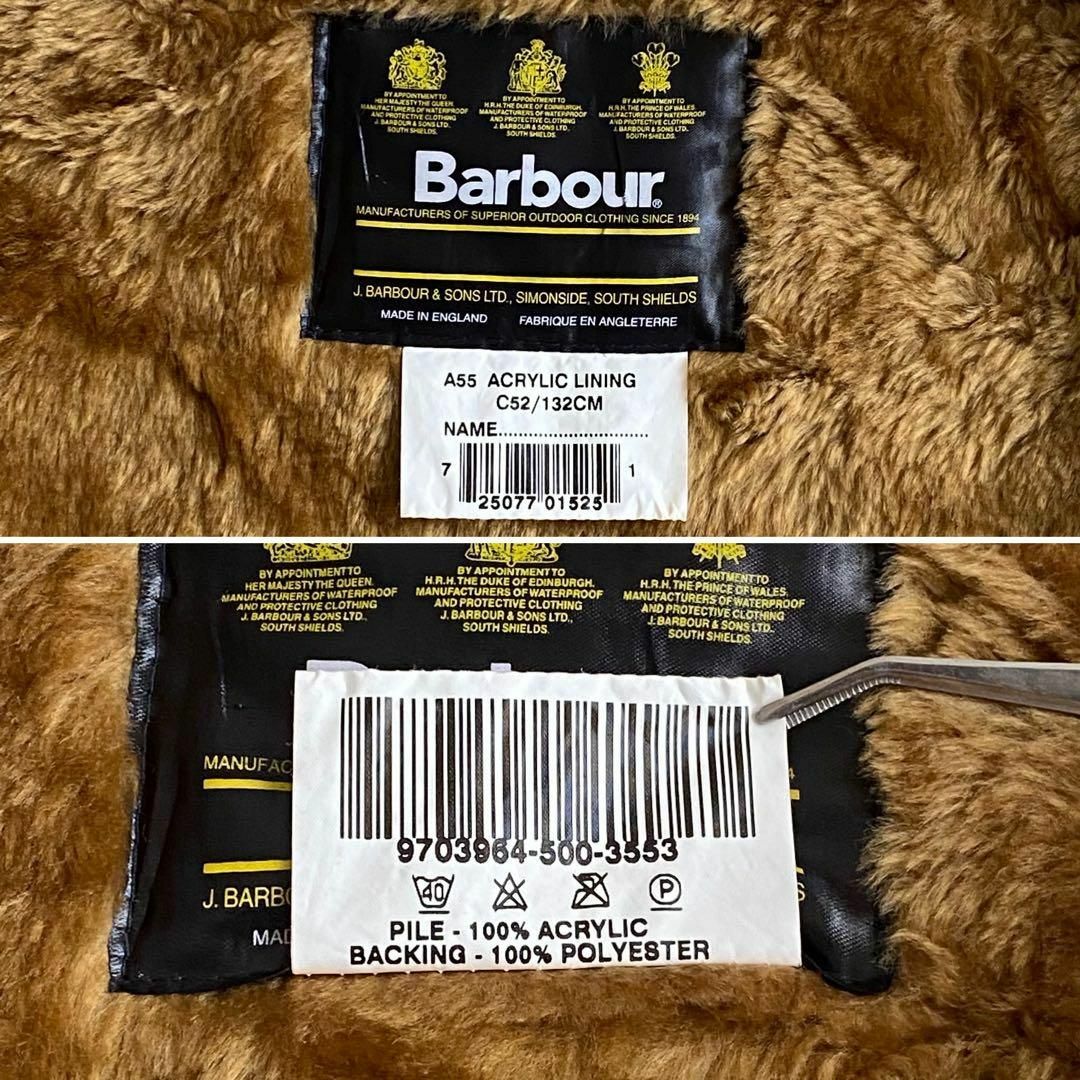 BY APPOINTMENT TO
HER MAJESTY THE QUEEN.
MANUFACTURERS OF WATERPROOF
AND PROTECTIVE CLOTHING
J. BARBOUR & SONS LTD.,
SOUTH SHIELDS.
BY APPOINTMENT TO
H.R.H. THE DUKE OF EDINBURGH.
MANUFACTURERS OF WATERPROOF
AND PROTECTIVE CLOTHING
J. BARBOUR & SONS LTD.,
SOUTH SHIELDS.
BY APPOINTMENT TO
H.R.H. THE PRINCE OF WALES.
MANUFACTURERS OF WATERPROOF
AND PROTECTIVE CLOTHING
J. BARBOUR & SONS LTD.,
SOUTH SHIELDS.
Barbour®
MANUFACTURERS OF SUPERIOR OUTDOOR CLOTHING SINCE 1894
J. BARBOUR & SONS LTD., SIMONSIDE, SOUTH SHIELDS
MADE IN ENGLAND FABRIQUE EN ANGLETERRE
A55 ACRYLIC LINING
C52/132CM
NAME..............................
7 25077 01525 1
BY APPOINTMENT TO
HER MAJESTY THE QUEEN.
MANUFACTURERS OF WATERPROOF
AND PROTECTIVE CLOTHING
J. BARBOUR & SONS LTD.,
SOUTH SHIELDS.
BY APPOINTMENT TO
H.R.H. THE DUKE OF EDINBURGH.
MANUFACTURERS OF WATERPROOF
AND PROTECTIVE CLOTHING
J. BARBOUR & SONS LTD.,
SOUTH SHIELDS.
BY APPOINTMENT TO
H.R.H. THE PRINCE OF WALES.
MANUFACTURERS OF WATERPROOF
AND PROTECTIVE CLOTHING
J. BARBOUR & SONS LTD.,
SOUTH SHIELDS.
MANUFAC 4
J. BARBO S
MAD
9703964-500-3553
40 P
PILE - 100% ACRYLIC
BACKING - 100% POLYESTER